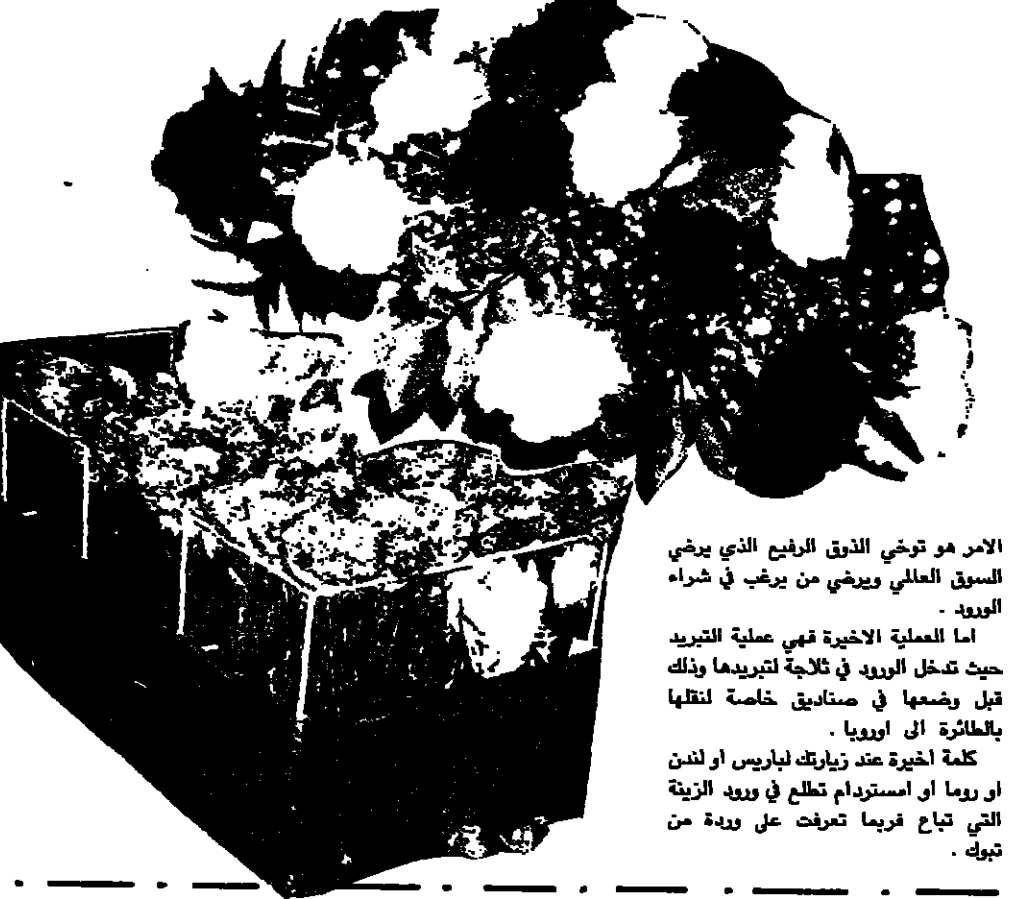 الامر هو توخي الذوق الرفيع الذي يرضي
السوق العالمي ويرضي من يرغب في شراء
الورود .
اما العملية الاخيرة فهي عملية التبريد
حيث تدخل الورود في ثلاجة لتبريدها وذلك
قبل وضعها في صناديق خاصة لنقلها
بالطائرة الى اوروبا .
كلمة أخيرة عند زيارتك لباريس أو لندن
او روما أو امستردام تطلع في ورود الزينة
التي تباع فربما تعرفت على وردة من
تبوك .